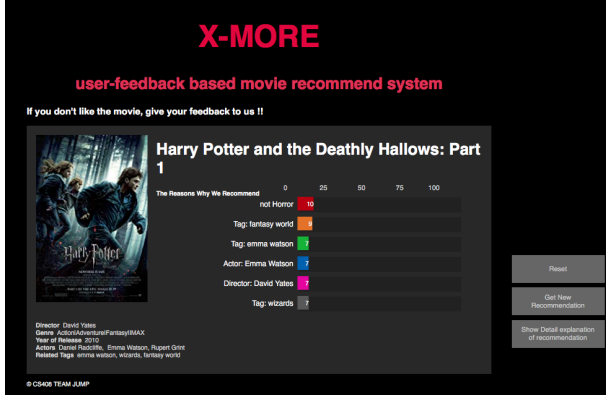 X-MORE
user-feedback based movie recommend system
If you don't like the movie, give your feedback to us !!
Harry Potter and the Deathly Hallows: Part
1
The Reasons Why We Recommend
0 25 50 75 100
not Horror 10
Tag: fantasy world 9
Tag: emma watson 7
Actor: Emma Watson 7
Director: David Yates 7
Tag: wizards 7
Harry Potter
Director David Yates
Genre Action|Adventure|Fantasy|IMAX
Year of Release 2010
Actors Daniel Radcliffe, Emma Watson, Rupert Grint
Related Tags emma watson, wizards, fantasy world
Reset
Get New
Recommendation
Show Detail explanation
of recommendation
© CS408 TEAM JUMP